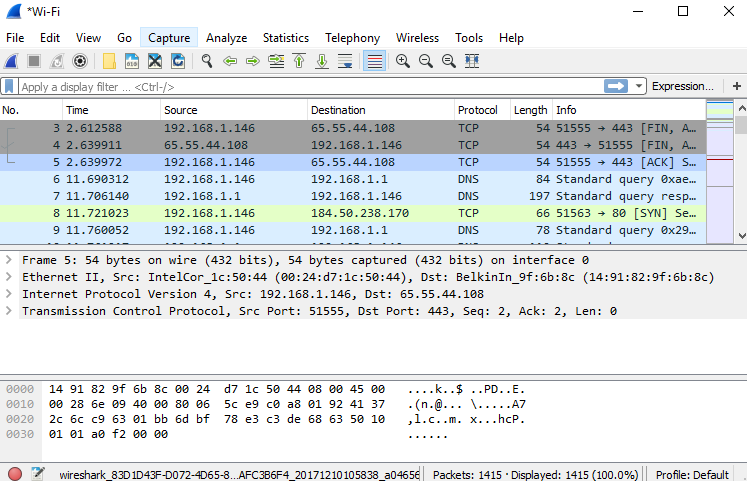 *Wi-Fi
File Edit View Go Capture Analyze Statistics Telephony Wireless Tools Help
Apply a display filter ... <Ctrl-/> Expression... +
No. Time Source Destination Protocol Length Info
3 2.612588 192.168.1.146 65.55.44.108 TCP 54 51555 → 443 [FIN, A…
4 2.639911 65.55.44.108 192.168.1.146 TCP 54 443 → 51555 [FIN, A…
5 2.639972 192.168.1.146 65.55.44.108 TCP 54 51555 → 443 [ACK] S…
6 11.690312 192.168.1.146 192.168.1.1 DNS 84 Standard query 0xae…
7 11.706140 192.168.1.1 192.168.1.146 DNS 197 Standard query resp…
8 11.721023 192.168.1.146 184.50.238.170 TCP 66 51563 → 80 [SYN] Se…
9 11.760052 192.168.1.146 192.168.1.1 DNS 78 Standard query 0x29…
Frame 5: 54 bytes on wire (432 bits), 54 bytes captured (432 bits) on interface 0
Ethernet II, Src: IntelCor_1c:50:44 (00:24:d7:1c:50:44), Dst: BelkinIn_9f:6b:8c (14:91:82:9f:6b:8c)
Internet Protocol Version 4, Src: 192.168.1.146, Dst: 65.55.44.108
Transmission Control Protocol, Src Port: 51555, Dst Port: 443, Seq: 2, Ack: 2, Len: 0
0000 14 91 82 9f 6b 8c 00 24 d7 1c 50 44 08 00 45 00 ....k..$ ..PD..E.
0010 00 28 6e 09 40 00 80 06 5c e9 c0 a8 01 92 41 37 .(n.@... \.....A7
0020 2c 6c c9 63 01 bb 6d bf 78 e3 c3 de 68 63 50 10 ,l.c..m. x...hcP.
0030 01 01 a0 f2 00 00 ......
wireshark_83D1D43F-D072-4D65-8...AFC3B6F4_20171210105838_a04656 Packets: 1415 · Displayed: 1415 (100.0%) Profile: Default